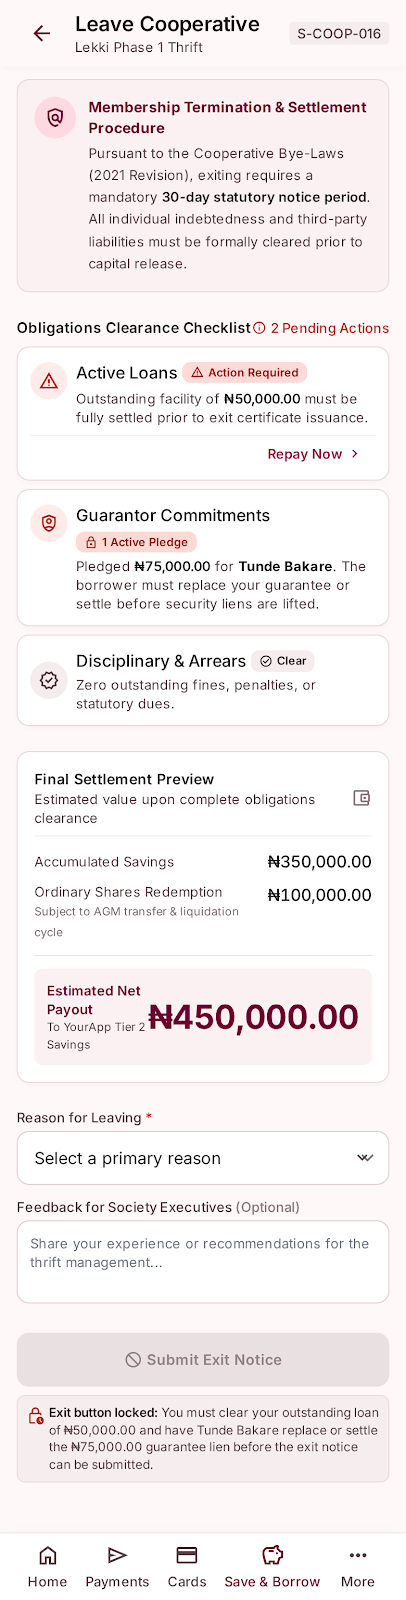 Leave Cooperative
Lekki Phase 1 Thrift
S-COOP-016
Membership Termination & Settlement
Procedure
Pursuant to the Cooperative Bye-Laws
(2021 Revision), exiting requires a
mandatory 30-day statutory notice period.
All individual indebtedness and third-party
liabilities must be formally cleared prior to
capital release.
Obligations Clearance Checklist
2 Pending Actions
Active Loans
Action Required
Outstanding facility of ₦50,000.00 must be
fully settled prior to exit certificate issuance.
Repay Now
Guarantor Commitments
1 Active Pledge
Pledged ₦75,000.00 for Tunde Bakare. The
borrower must replace your guarantee or
settle before security liens are lifted.
Disciplinary & Arrears
Clear
Zero outstanding fines, penalties, or
statutory dues.
Final Settlement Preview
Estimated value upon complete obligations
clearance
Accumulated Savings
₦350,000.00
Ordinary Shares Redemption
₦100,000.00
Subject to AGM transfer & liquidation
cycle
Estimated Net
Payout
To YourApp Tier 2
Savings
₦450,000.00
Reason for Leaving *
Select a primary reason
Feedback for Society Executives (Optional)
Share your experience or recommendations for the
thrift management...
Submit Exit Notice
Exit button locked: You must clear your outstanding loan
of ₦50,000.00 and have Tunde Bakare replace or settle
the ₦75,000.00 guarantee lien before the exit notice
can be submitted.
Home
Payments
Cards
Save & Borrow
More